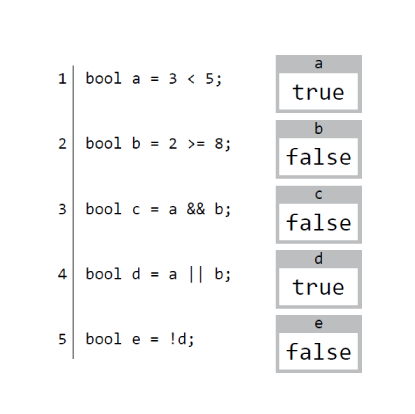 a
1 bool a = 3 < 5; true
b
2 bool b = 2 >= 8; false
c
3 bool c = a && b; false
d
4 bool d = a || b; true
e
5 bool e = !d; false